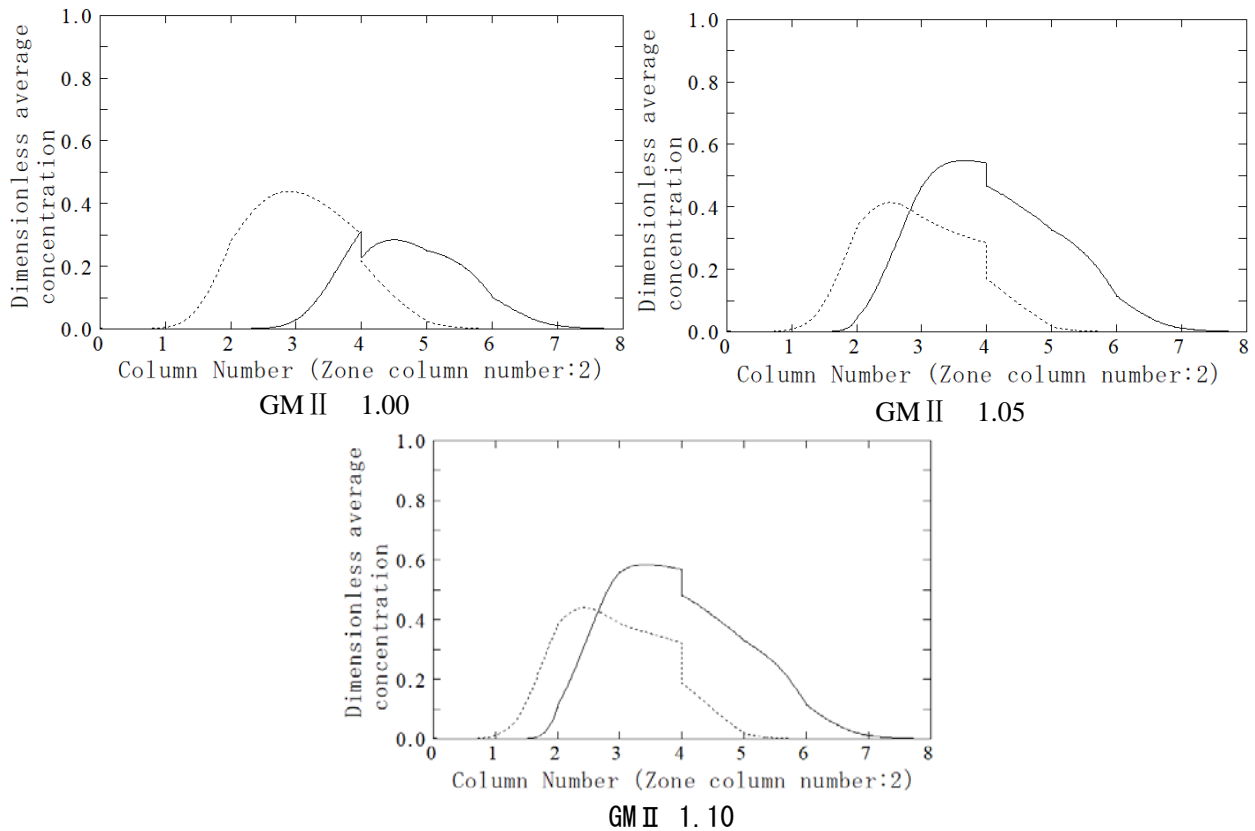 Dimensionless average
concentration
1.0
0.8
0.6
0.4
0.2
0.0
0 1 2 3 4 5 6 7 8
Column Number (Zone column number:2)
GMⅡ 1.00
Dimensionless average
concentration
1.0
0.8
0.6
0.4
0.2
0.0
0 1 2 3 4 5 6 7 8
Column Number (Zone column number:2)
GMⅡ 1.05
Dimensionless average
concentration
1.0
0.8
0.6
0.4
0.2
0.0
0 1 2 3 4 5 6 7 8
Column Number (Zone column number:2)
GMⅡ 1.10